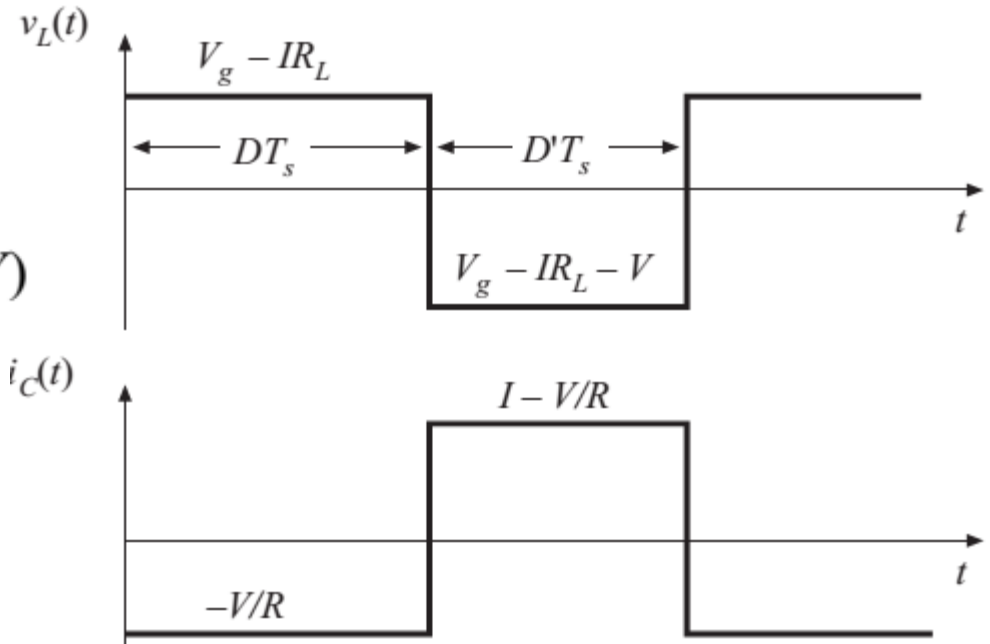 v_L(t)
V_g – IR_L
DT_s
D'T_s
t
V_g – IR_L – V
)
i_C(t)
I – V/R
t
–V/R